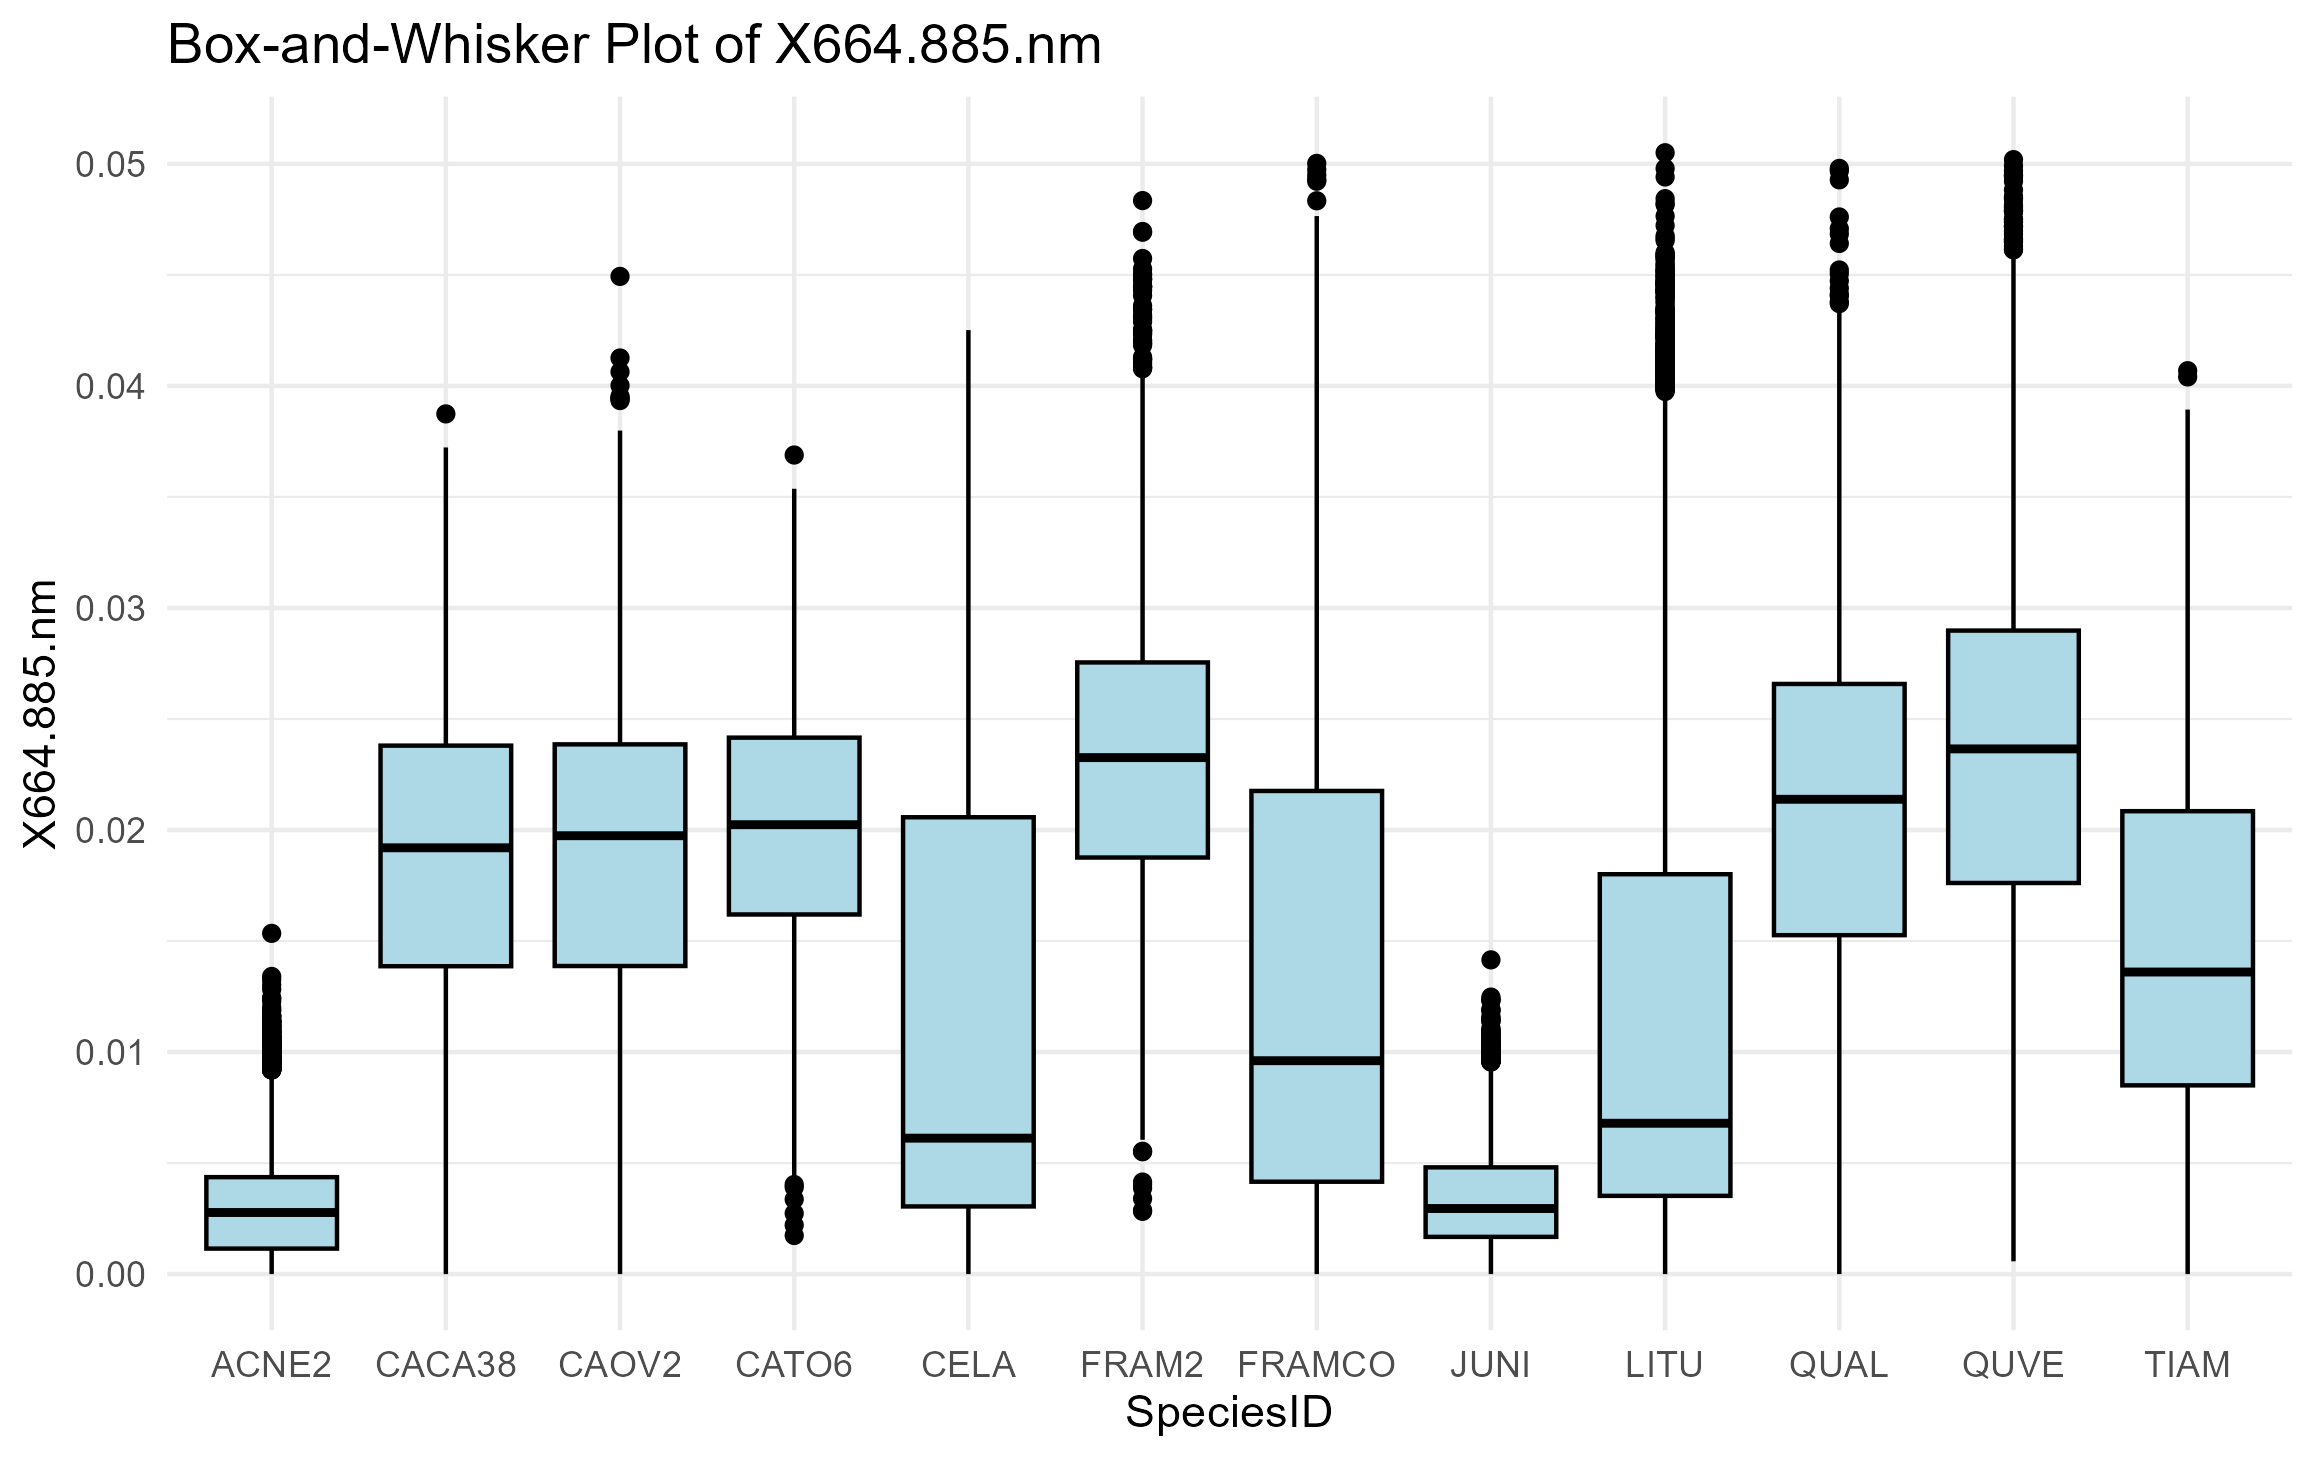 Box-and-Whisker Plot of X664.885.nm
X664.885.nm
0.05
0.04
0.03
0.02
0.01
0.00
ACNE2 CACA38 CAOV2 CATO6 CELA FRAM2 FRAMCO JUNI LITU QUAL QUVE TIAM
SpeciesID